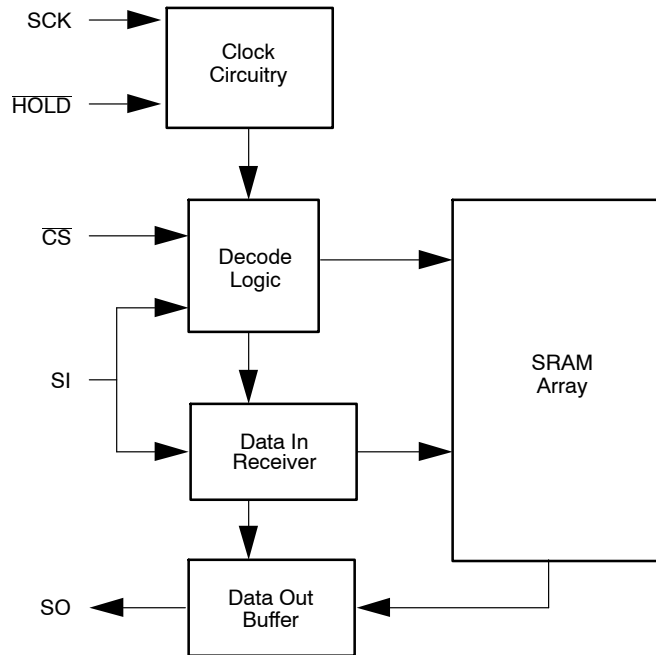 SCK
Clock
Circuitry
HOLD
CS
Decode
Logic
SI
SRAM
Array
Data In
Receiver
SO
Data Out
Buffer